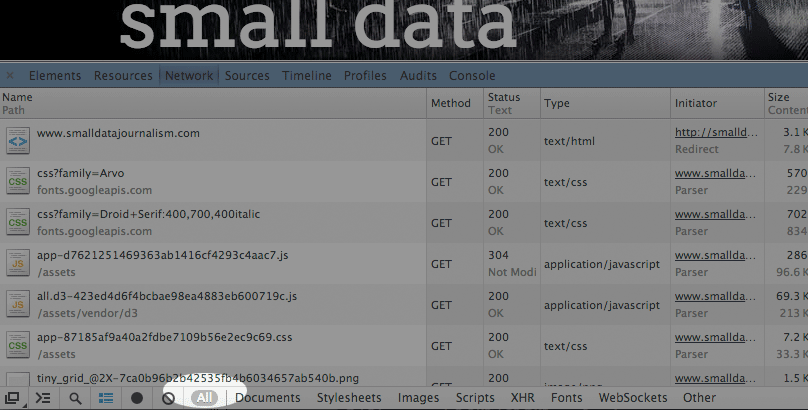 small data
× Elements Resources Network Sources Timeline Profiles Audits Console
Name Method Status Type Initiator Size
Path Text Content
www.smalldatajournalism.com GET 200 text/html http://smalld... 3.1 K
OK Redirect 7.8 K
css?family=Arvo GET 200 text/css www.smallda... 570
fonts.googleapis.com OK Parser 229
css?family=Droid+Serif:400,700,400italic GET 200 text/css www.smallda... 702
fonts.googleapis.com OK Parser 834
app-d7621251469363ab1416cf4293c4aac7.js GET 304 application/javascript www.smallda... 286
/assets Not Modi Parser 96.6 K
all.d3-423ed4d6f4bcbae98ea4883eb600719c.js GET 200 application/javascript www.smallda... 69.3 K
/assets/vendor/d3 OK Parser 213 K
app-87185af9a40a2fdbe7109b56e2ec9c69.css GET 200 text/css www.smallda... 7.2 K
/assets OK Parser 33.3 K
tiny_grid_@2X-7ca0b96b2b42535fb4b6034657ab540b.png 200 www.smallda... 1.5 K
All Documents Stylesheets Images Scripts XHR Fonts WebSockets Other